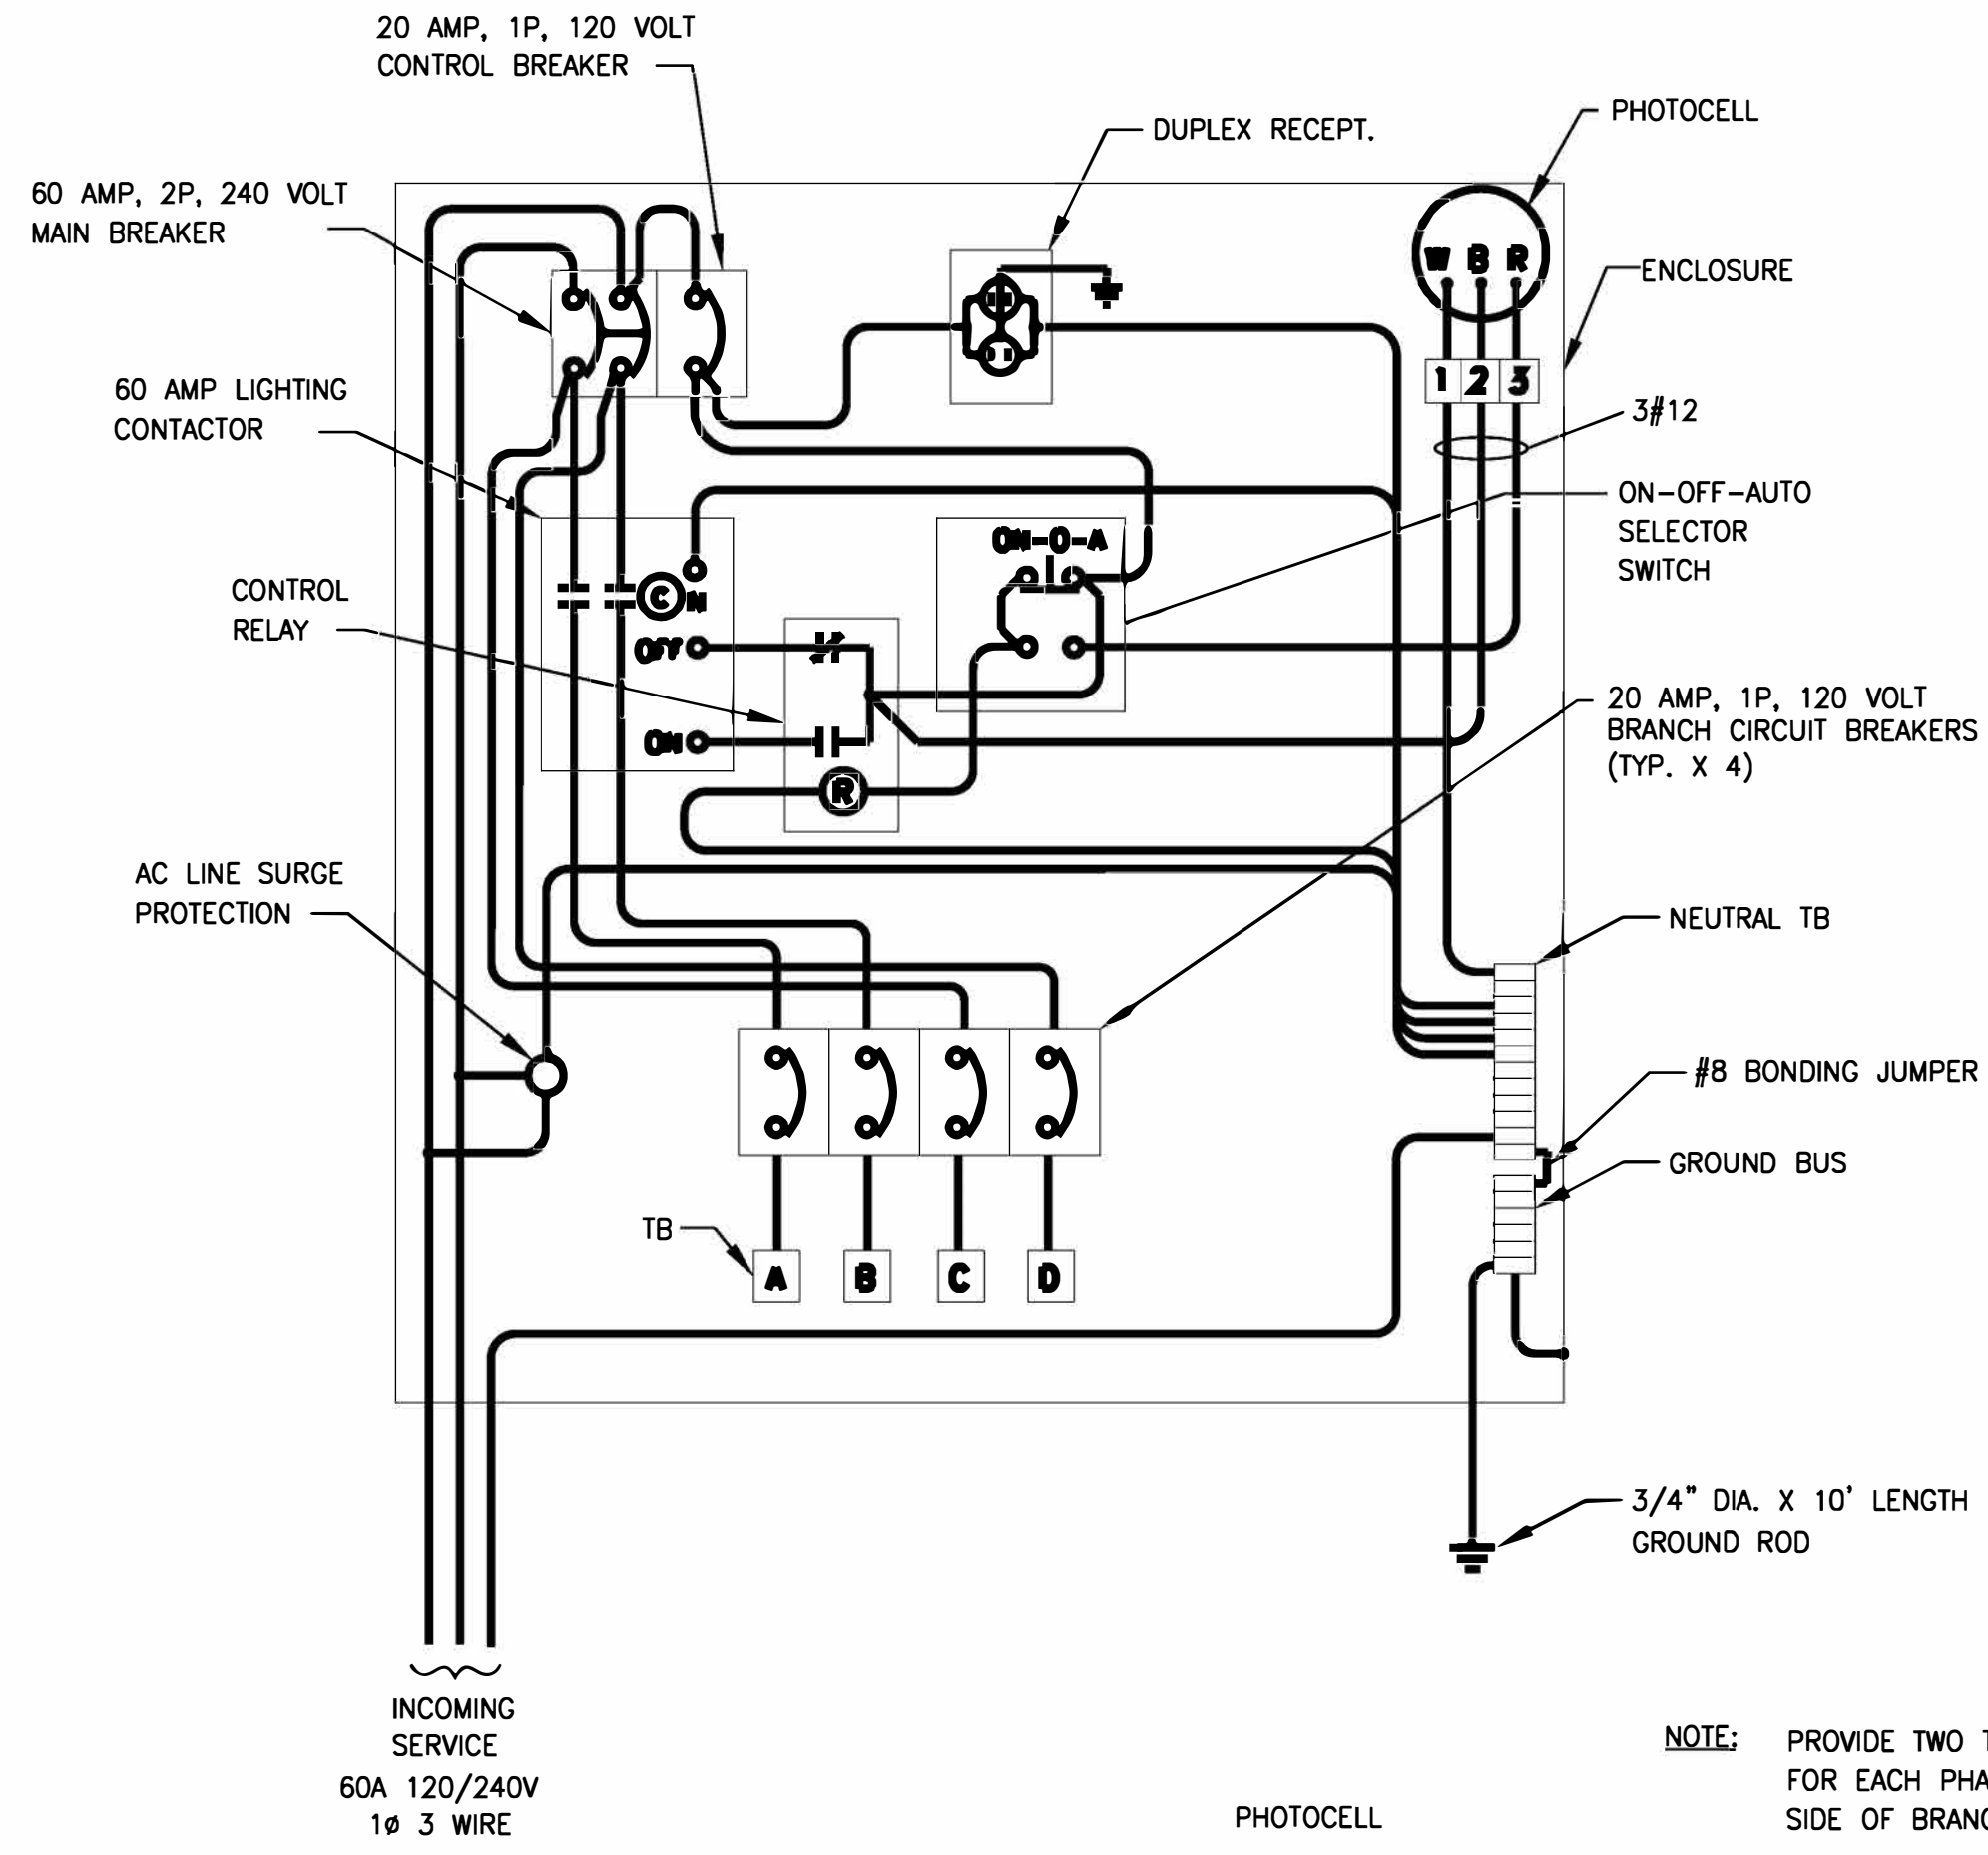 20 AMP, 1P, 120 VOLT
CONTROL BREAKER
DUPLEX RECEPT.
PHOTOCELL
60 AMP, 2P, 240 VOLT
MAIN BREAKER
W B R
ENCLOSURE
1 2 3
60 AMP LIGHTING
CONTACTOR
3#12
ON-OFF-AUTO
SELECTOR
SWITCH
ON-O-A
CONTROL
RELAY
C
N
OFF
ON
R
20 AMP, 1P, 120 VOLT
BRANCH CIRCUIT BREAKERS
(TYP. X 4)
AC LINE SURGE
PROTECTION
NEUTRAL TB
#8 BONDING JUMPER
GROUND BUS
TB
A B C D
3/4" DIA. X 10' LENGTH
GROUND ROD
INCOMING
SERVICE
60A 120/240V
1ø 3 WIRE
PHOTOCELL
NOTE: PROVIDE TWO
FOR EACH
SIDE OF